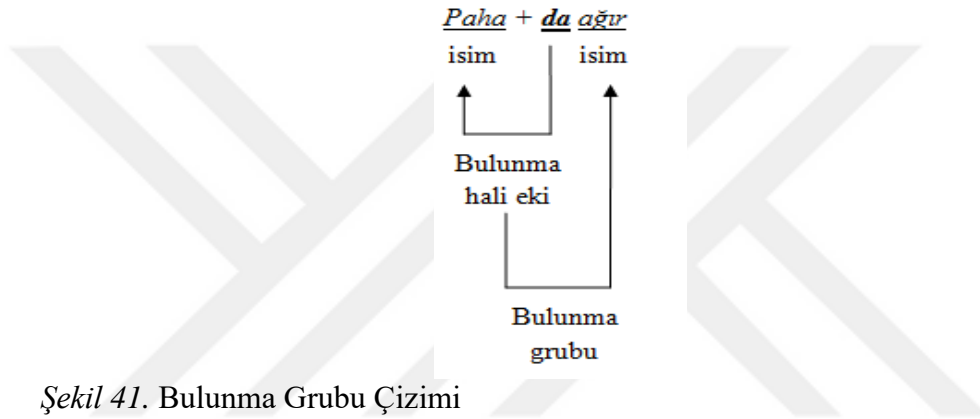 Paha + da ağır
isim isim
Bulunma
hali eki
Bulunma
grubu
Şekil 41. Bulunma Grubu Çizimi